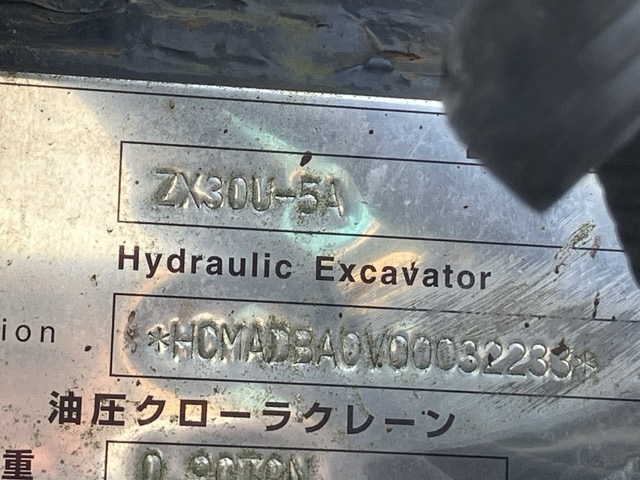 ZX30U-5A
Hydraulic Excavator
ion
*HCMADBA0V00032233*
油圧クローラクレーン
重